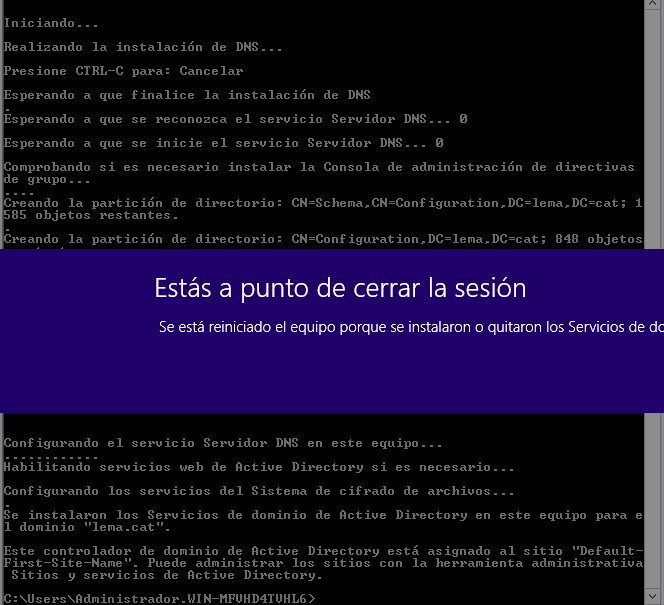 Iniciando...
Realizando la instalación de DNS...
Presione CTRL-C para: Cancelar
Esperando a que finalice la instalación de DNS
.
Esperando a que se reconozca el servicio Servidor DNS... 0
Esperando a que se inicie el servicio Servidor DNS... 0
Comprobando si es necesario instalar la Consola de administración de directivas
de grupo...
....
Creando la partición de directorio: CN=Schema,CN=Configuration,DC=lema,DC=cat; 1
585 objetos restantes.
.
Creando la partición de directorio: CN=Configuration,DC=lema,DC=cat; 848 objetos
Estás a punto de cerrar la sesión
Se está reiniciado el equipo porque se instalaron o quitaron los Servicios de do
Configurando el servicio Servidor DNS en este equipo...
............
Habilitando servicios web de Active Directory si es necesario...
Configurando los servicios del Sistema de cifrado de archivos...
.
Se instalaron los Servicios de dominio de Active Directory en este equipo para e
l dominio "lema.cat".
Este controlador de dominio de Active Directory está asignado al sitio "Default-
First-Site-Name". Puede administrar los sitios con la herramienta administrativa
Sitios y servicios de Active Directory.
C:\Users\Administrador.WIN-MFVHD4TVHL6>